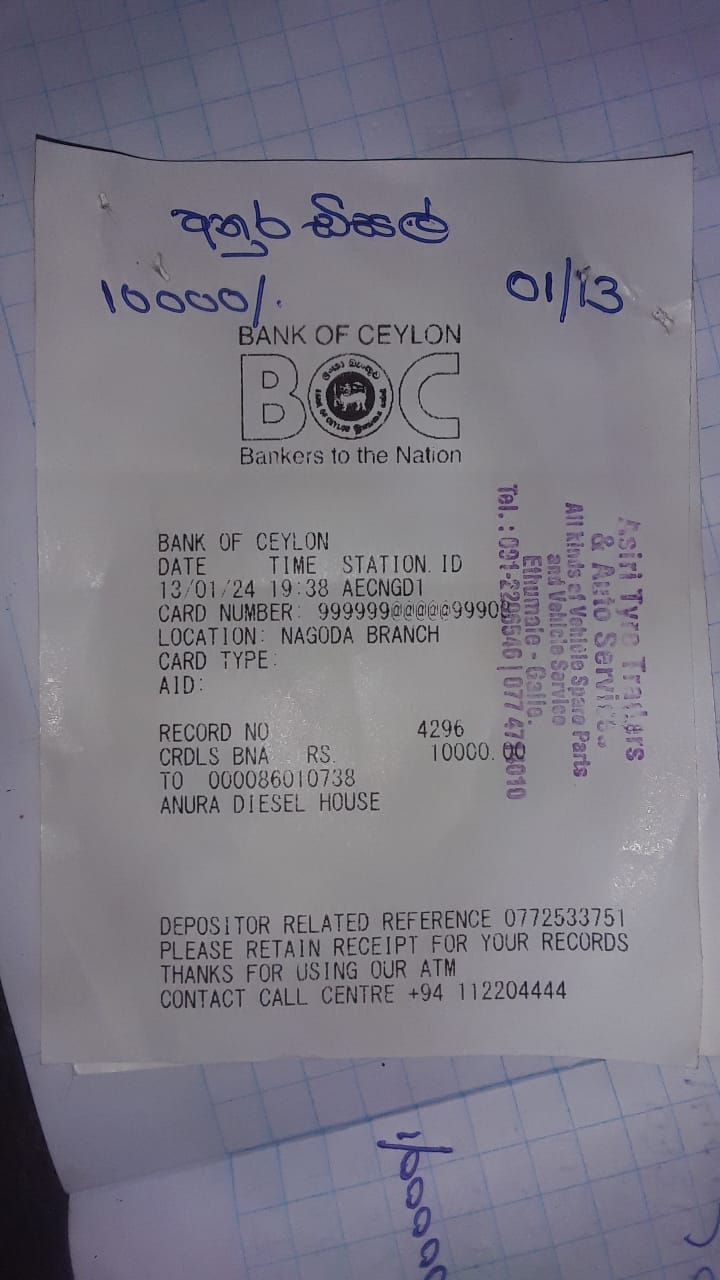 අනුර ඩීසල්
10000/.
01/13
BANK OF CEYLON
BOC
Bankers to the Nation
BANK OF CEYLON
DATE TIME STATION ID
13/01/24 19:38 AECNGD1
CARD NUMBER: 999999@@@@@9990
LOCATION: NAGODA BRANCH
CARD TYPE:
AID:
RECORD NO 4296
CRDLS BNA RS. 10000.
TO 000086010738
ANURA DIESEL HOUSE
DEPOSITOR RELATED REFERENCE 0772533751
PLEASE RETAIN RECEIPT FOR YOUR RECORDS
THANKS FOR USING OUR ATM
CONTACT CALL CENTRE +94 112204444
Asiri Tyre Traders
& Auto Services
All kinds of Vehicle Spare Parts
and Vehicle Service
Ethumale - Galle.
Tel. :